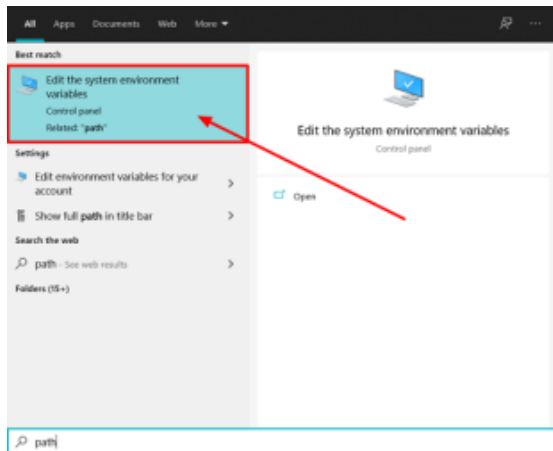 All Apps Documents Web More
Best match
Edit the system environment
variables
Control panel
Related: "path"
Settings
Edit environment variables for your
account
Show full path in title bar
Search the web
path - See web results
Folders (15+)
Edit the system environment variables
Control panel
Open
path